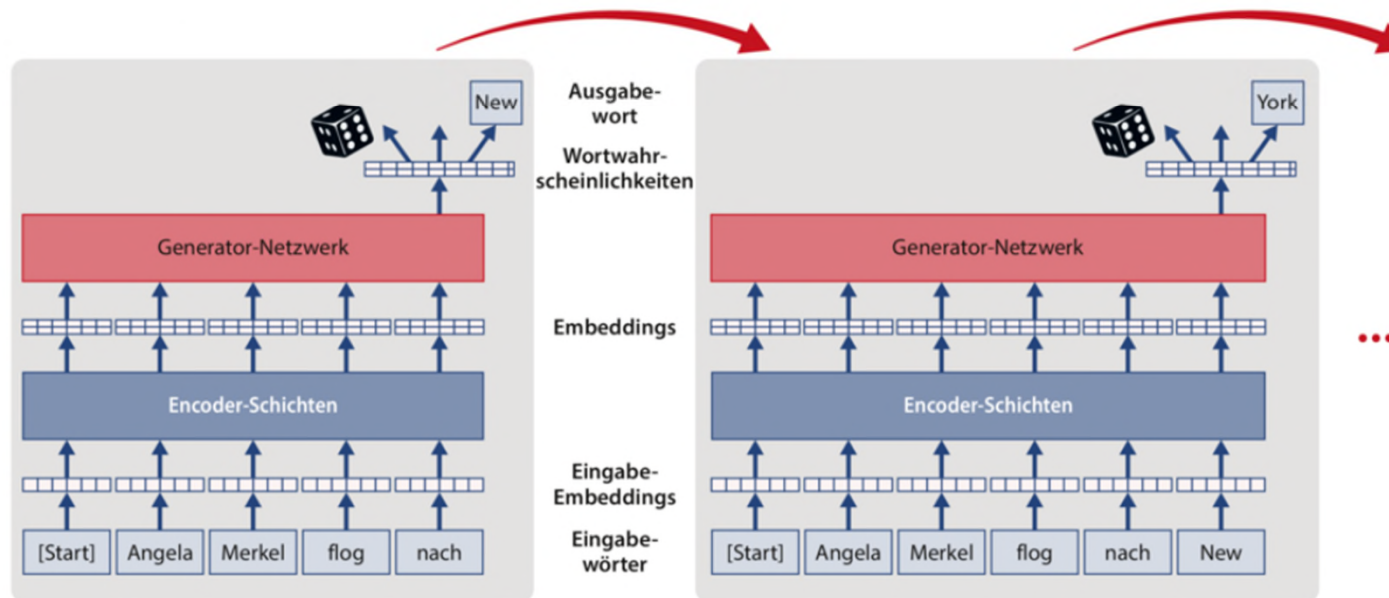 New
Ausgabe-
wort
York
Wortwahr-
scheinlichkeiten
Generator-Netzwerk
Generator-Netzwerk
Embeddings
...
Encoder-Schichten
Encoder-Schichten
Eingabe-
Embeddings
[Start] Angela Merkel flog nach
Eingabe-
wörter
[Start] Angela Merkel flog nach New